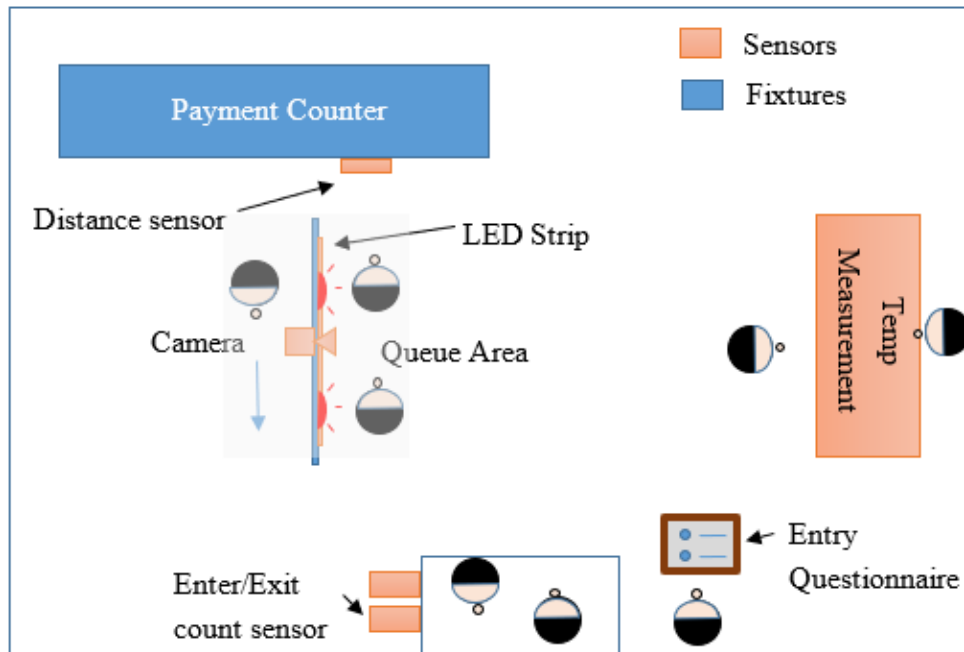 Sensors
Fixtures
Payment Counter
Distance sensor
LED Strip
Camera
Queue Area
Temp
Measurement
Enter/Exit
count sensor
Entry
Questionnaire